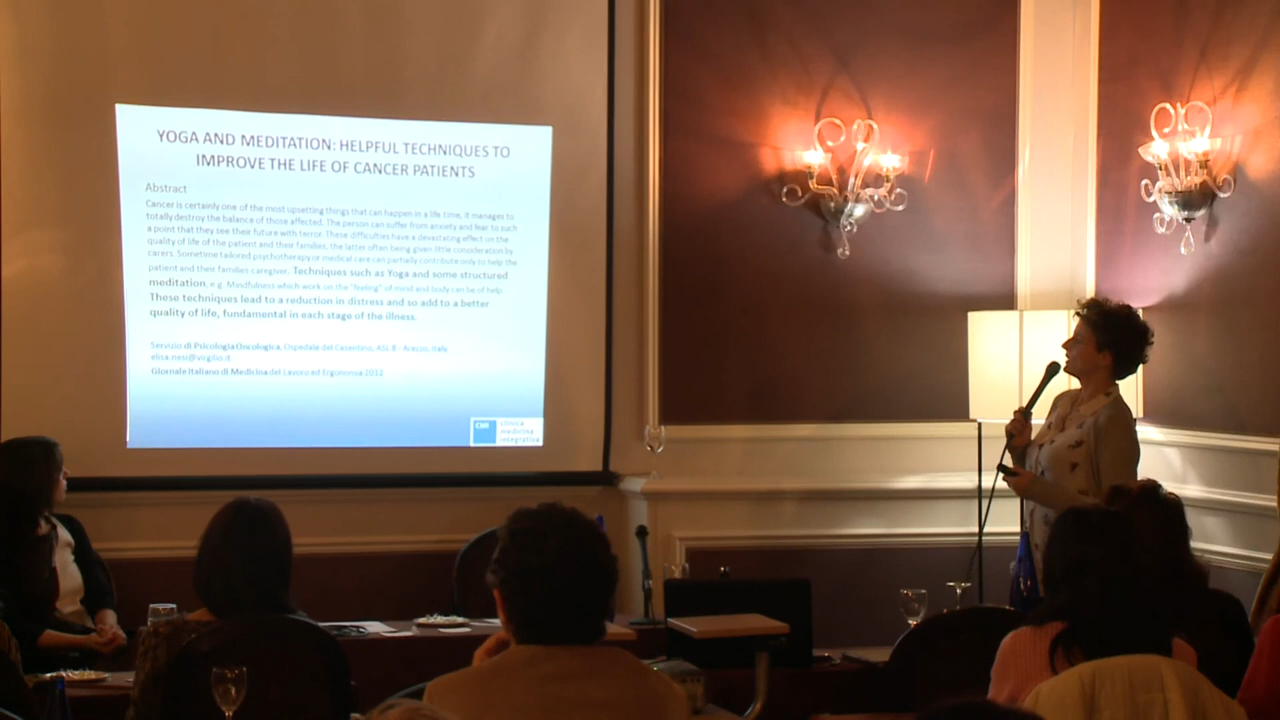 YOGA AND MEDITATION: HELPFUL TECHNIQUES TO
IMPROVE THE LIFE OF CANCER PATIENTS
Abstract
Cancer is certainly one of the most upsetting things that can happen in a life time, it manages to
totally destroy the balance of those affected. The person can suffer from anxiety and fear to such
a point that they see their future with terror. These difficulties have a devastating effect on the
quality of life of the patient and their families, the latter often being given little consideration by
carers. Sometime tailored psychotherapy or medical care can partially contribute only to help the
patient and their families caregiver. Techniques such as Yoga and some structured
meditation, e.g. Mindfulness which work on the "feeling" of mind and body can be of help.
These techniques lead to a reduction in distress and so add to a better
quality of life, fundamental in each stage of the illness.
Servizio di Psicologia Oncologica, Ospedale del Casentino, ASL 8 - Arezzo, Italy.
elisa.nesi@virgilio.it
Giornale Italiano di Medicina del Lavoro ed Ergonomia 2012
CMI
clínica
medicina
integrativa